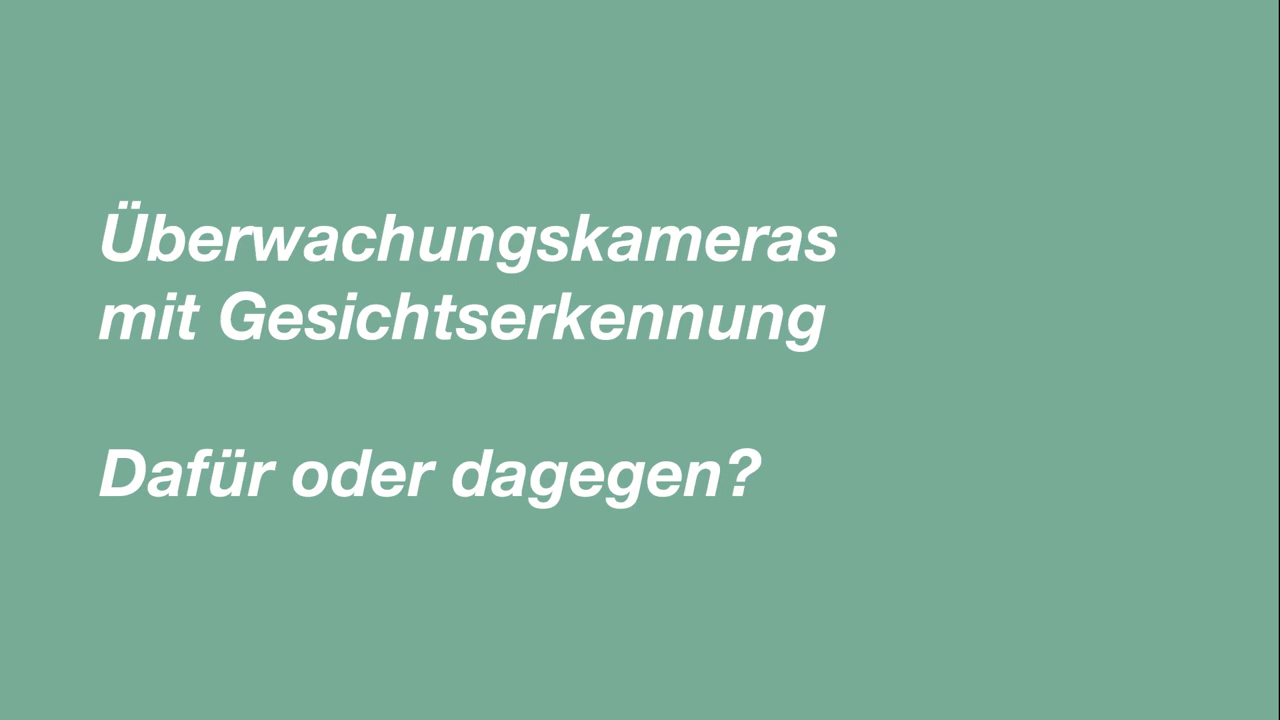 Überwachungskameras
mit Gesichtserkennung
Dafür oder dagegen?